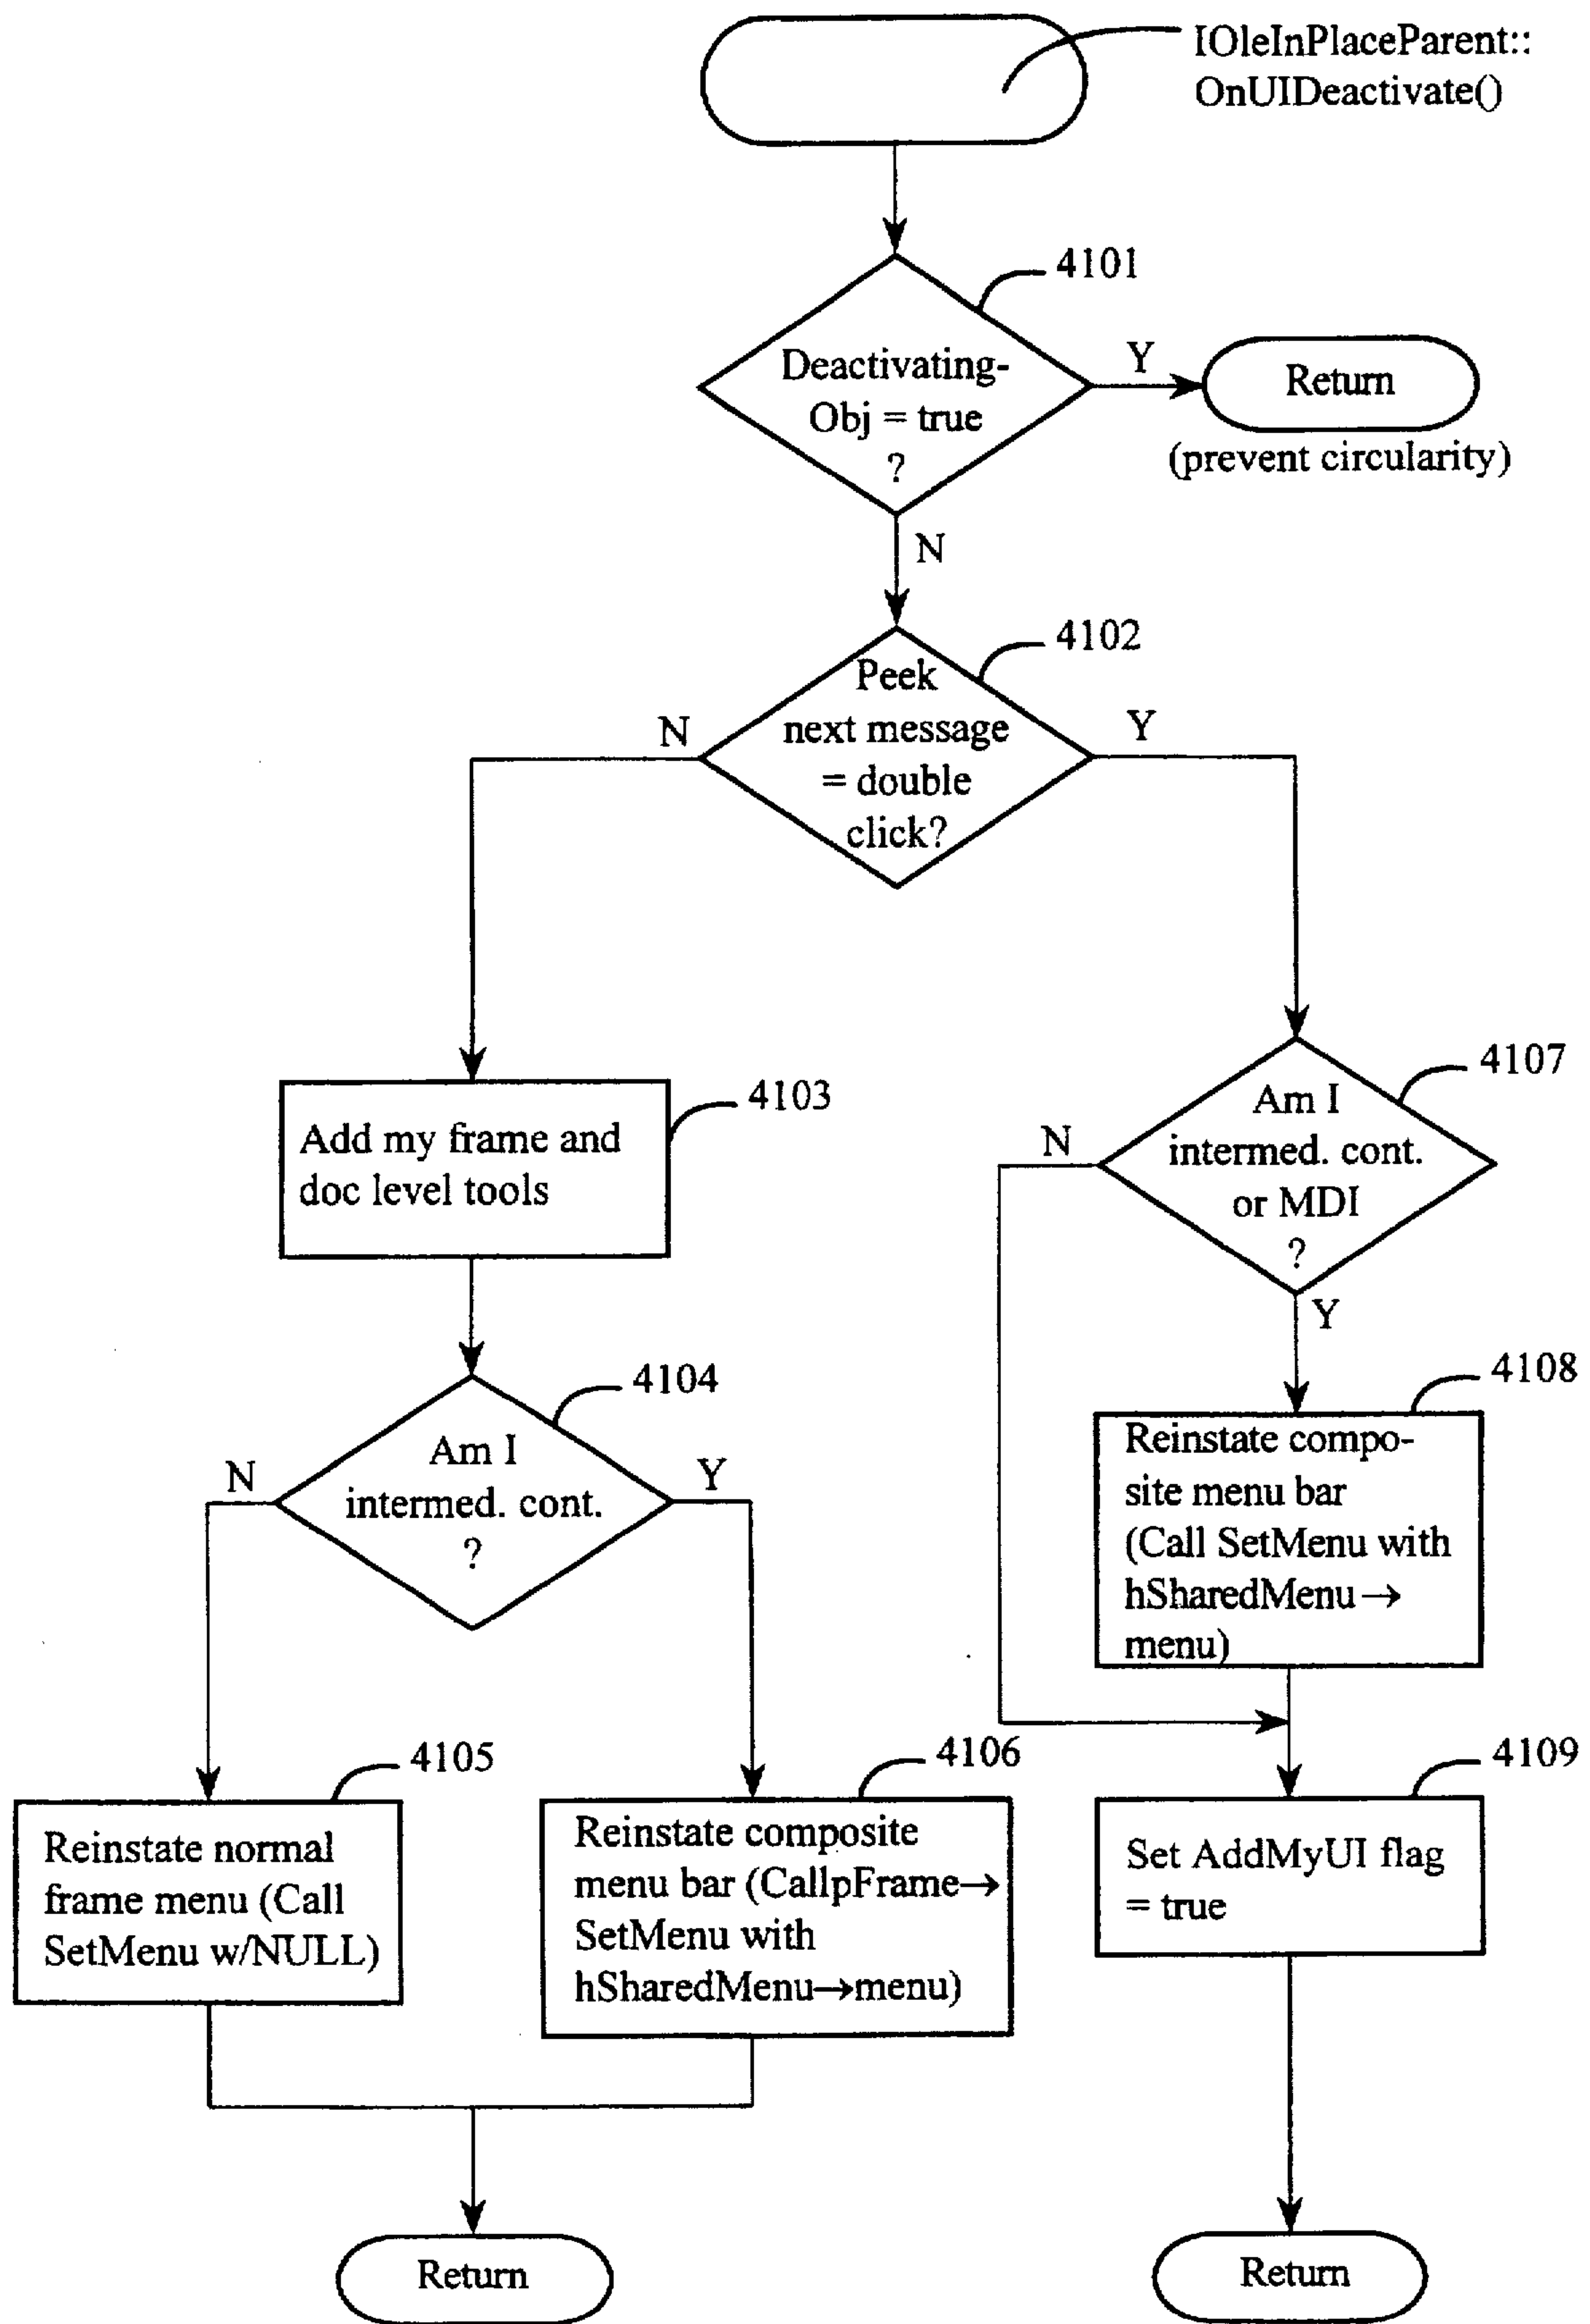 IOleInPlaceParent::
OnUIDeactivate()
4101
Deactivating-
Obj = true
?
Y
Return
(prevent circularity)
N
4102
Peek
next message
= double
click?
N
Y
4103
Add my frame and
doc level tools
4107
Am I
intermed. cont.
or MDI
?
N
Y
4104
Am I
intermed. cont.
?
N
Y
4108
Reinstate compo-
site menu bar
(Call SetMenu with
hSharedMenu→
menu)
4105
Reinstate normal
frame menu (Call
SetMenu w/NULL)
4106
Reinstate composite
menu bar (CallpFrame→
SetMenu with
hSharedMenu→menu)
4109
Set AddMyUI flag
= true
Return
Return